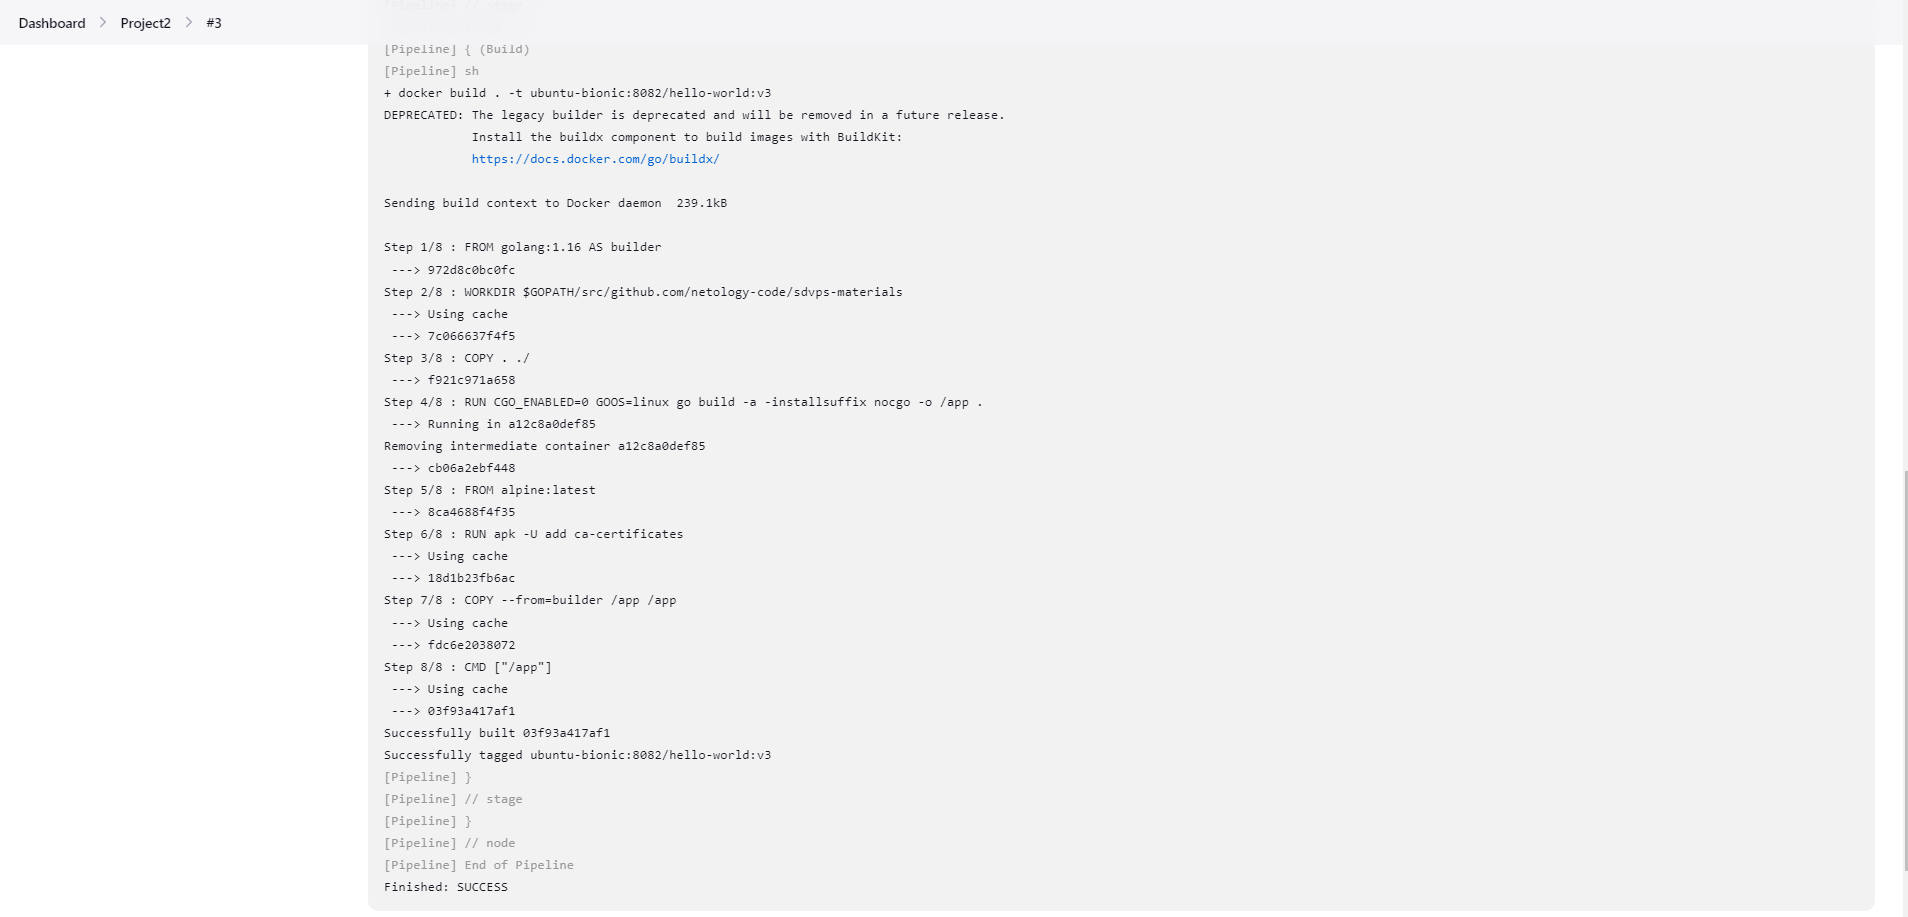 Dashboard > Project2 > #3
[Pipeline] // stage
[Pipeline] { (Build)
[Pipeline] sh
+ docker build . -t ubuntu-bionic:8082/hello-world:v3
DEPRECATED: The legacy builder is deprecated and will be removed in a future release.
            Install the buildx component to build images with BuildKit:
            https://docs.docker.com/go/buildx/

Sending build context to Docker daemon  239.1kB

Step 1/8 : FROM golang:1.16 AS builder
 ---> 972d8c0bc0fc
Step 2/8 : WORKDIR $GOPATH/src/github.com/netology-code/sdvps-materials
 ---> Using cache
 ---> 7c066637f4f5
Step 3/8 : COPY . ./
 ---> f921c971a658
Step 4/8 : RUN CGO_ENABLED=0 GOOS=linux go build -a -installsuffix nocgo -o /app .
 ---> Running in a12c8a0def85
Removing intermediate container a12c8a0def85
 ---> cb06a2ebf448
Step 5/8 : FROM alpine:latest
 ---> 8ca4688f4f35
Step 6/8 : RUN apk -U add ca-certificates
 ---> Using cache
 ---> 18d1b23fb6ac
Step 7/8 : COPY --from=builder /app /app
 ---> Using cache
 ---> fdc6e2038072
Step 8/8 : CMD ["/app"]
 ---> Using cache
 ---> 03f93a417af1
Successfully built 03f93a417af1
Successfully tagged ubuntu-bionic:8082/hello-world:v3
[Pipeline] }
[Pipeline] // stage
[Pipeline] }
[Pipeline] // node
[Pipeline] End of Pipeline
Finished: SUCCESS